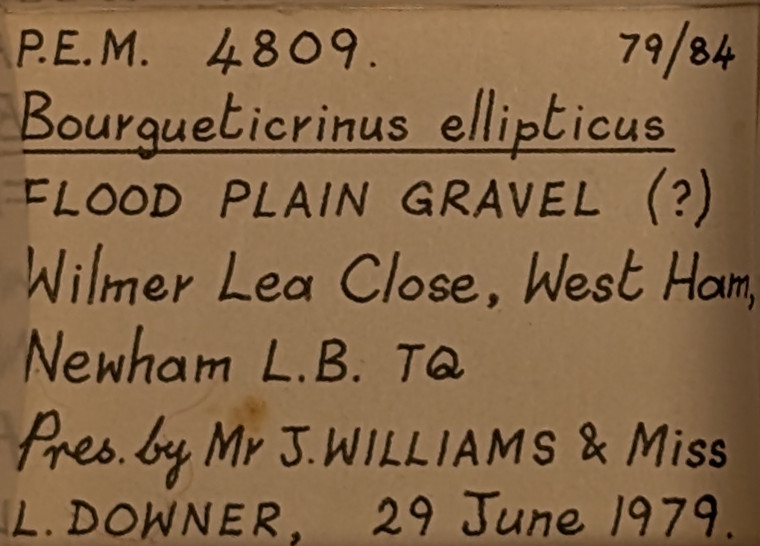 P.E.M. 4809. 79/84
Bourgueticrinus ellipticus
FLOOD PLAIN GRAVEL (?)
Wilmer Lea Close, West Ham,
Newham L.B. TQ
Pres. by Mr J. WILLIAMS & Miss
L. DOWNER, 29 June 1979.